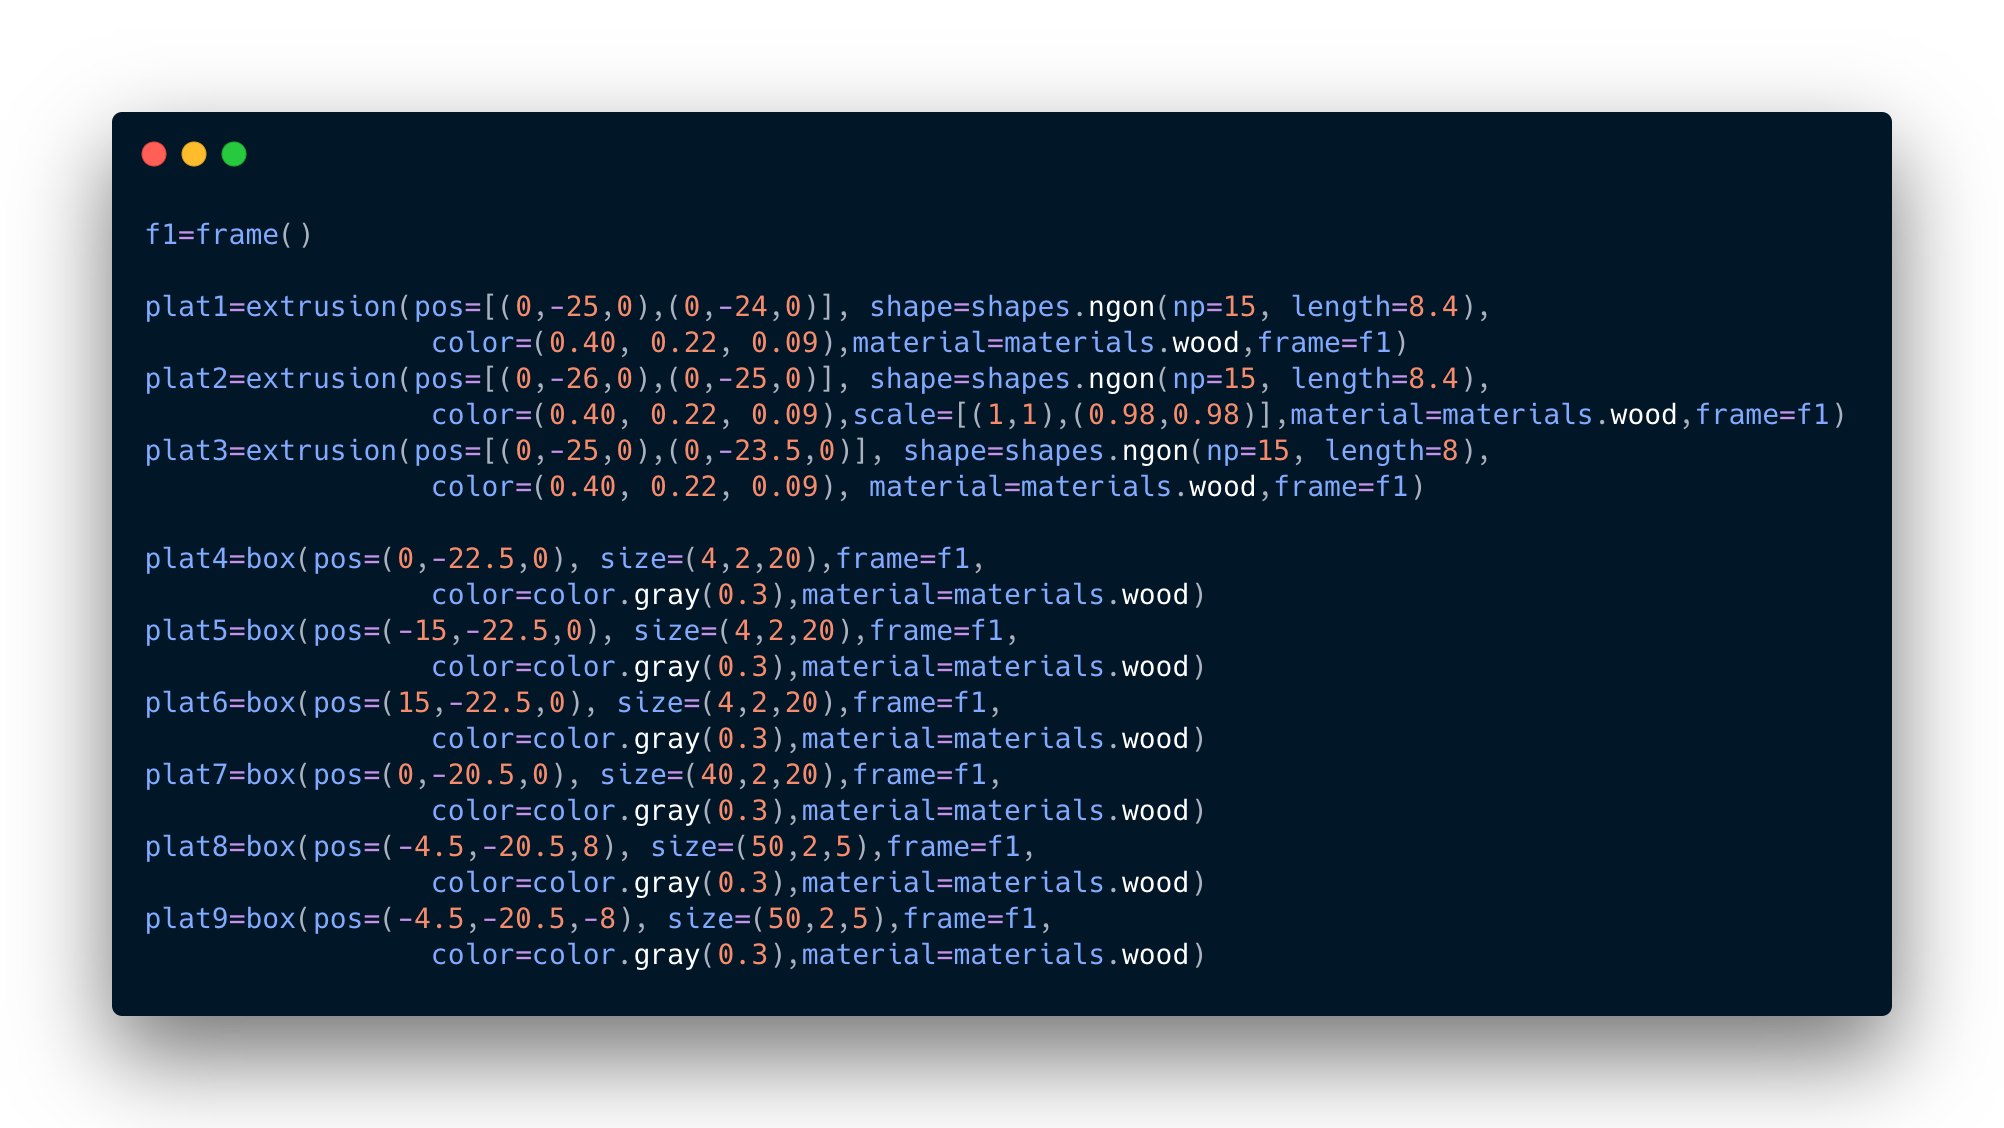 f1=frame()

plat1=extrusion(pos=[(0,-25,0),(0,-24,0)], shape=shapes.ngon(np=15, length=8.4),
                 color=(0.40, 0.22, 0.09),material=materials.wood,frame=f1)
plat2=extrusion(pos=[(0,-26,0),(0,-25,0)], shape=shapes.ngon(np=15, length=8.4),
                 color=(0.40, 0.22, 0.09),scale=[(1,1),(0.98,0.98)],material=materials.wood,frame=f1)
plat3=extrusion(pos=[(0,-25,0),(0,-23.5,0)], shape=shapes.ngon(np=15, length=8),
                 color=(0.40, 0.22, 0.09), material=materials.wood,frame=f1)

plat4=box(pos=(0,-22.5,0), size=(4,2,20),frame=f1,
                 color=color.gray(0.3),material=materials.wood)
plat5=box(pos=(-15,-22.5,0), size=(4,2,20),frame=f1,
                 color=color.gray(0.3),material=materials.wood)
plat6=box(pos=(15,-22.5,0), size=(4,2,20),frame=f1,
                 color=color.gray(0.3),material=materials.wood)
plat7=box(pos=(0,-20.5,0), size=(40,2,20),frame=f1,
                 color=color.gray(0.3),material=materials.wood)
plat8=box(pos=(-4.5,-20.5,8), size=(50,2,5),frame=f1,
                 color=color.gray(0.3),material=materials.wood)
plat9=box(pos=(-4.5,-20.5,-8), size=(50,2,5),frame=f1,
                 color=color.gray(0.3),material=materials.wood)